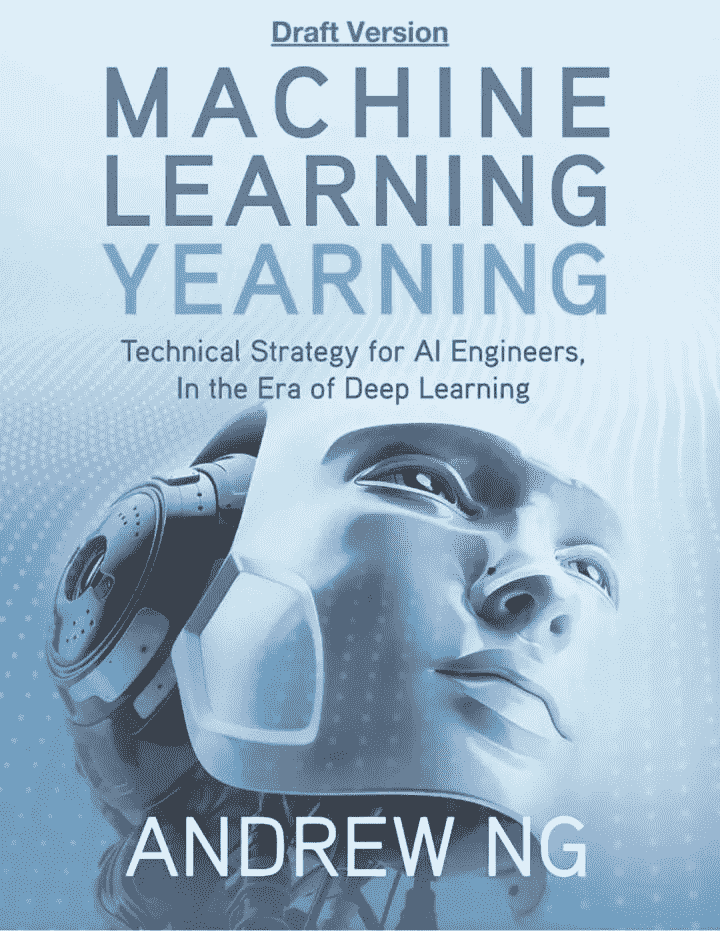 Draft Version
MACHINE
LEARNING
YEARNING
Technical Strategy for AI Engineers,
In the Era of Deep Learning
ANDREW NG